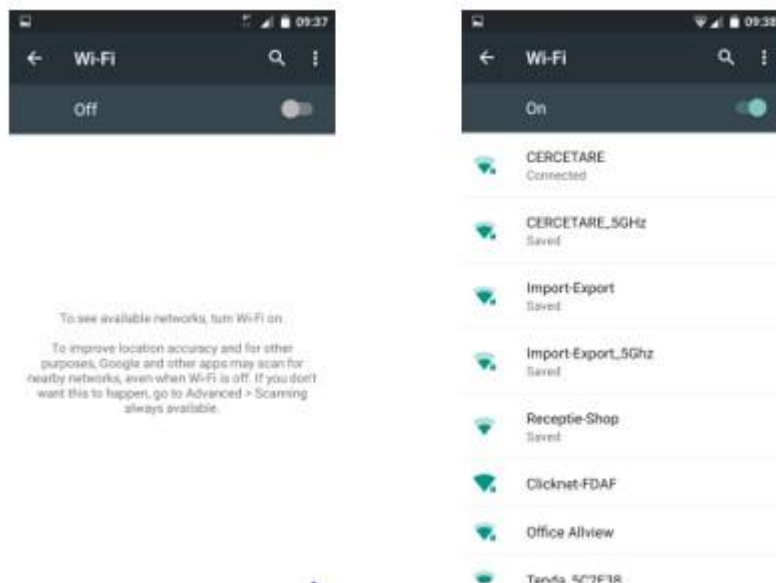 09:37
Wi-Fi
Off
To see available networks, turn Wi-Fi on.
To improve location accuracy and for other
purposes, Google and other apps may scan for
nearby networks, even when Wi-Fi is off. If you don't
want this to happen, go to Advanced > Scanning
always available.
09:38
Wi-Fi
On
CERCETARE
Connected
CERCETARE_5GHz
Saved
Import-Export
Saved
Import-Export_5Ghz
Saved
Receptie-Shop
Saved
Clicknet-FDAF
Office Allview
Tenda_5C2E38